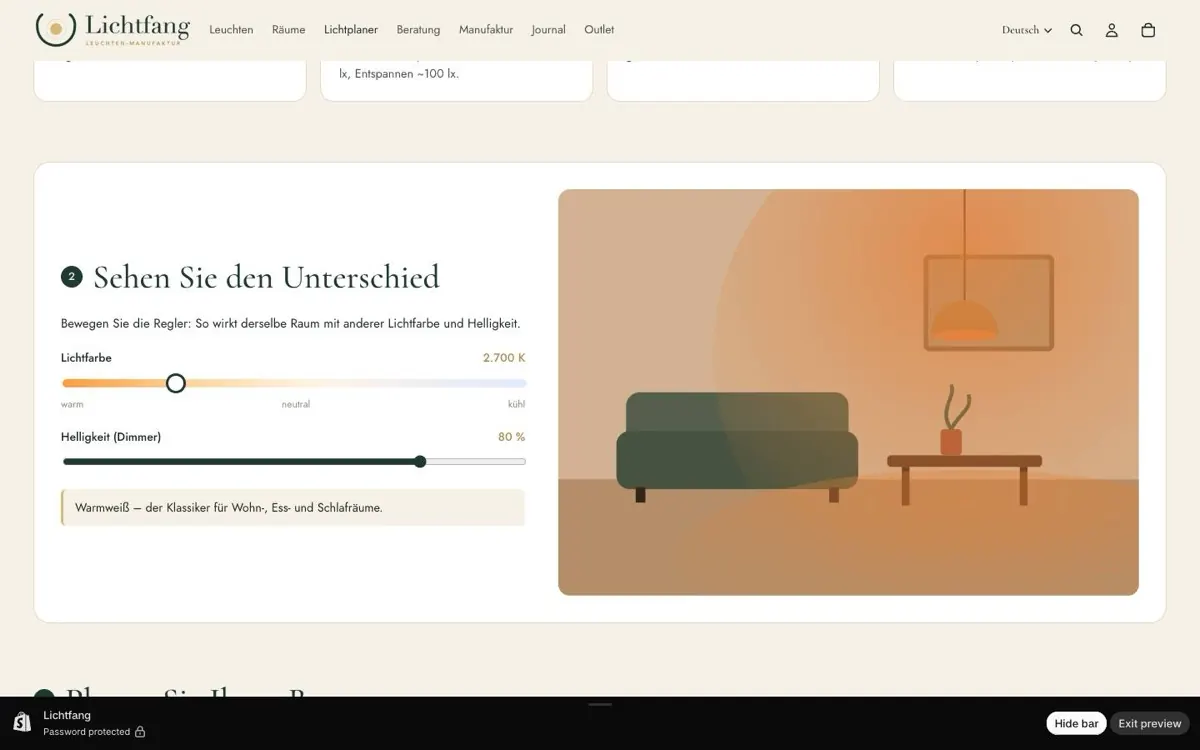 Lichtfang
LEUCHTEN-MANUFAKTUR
Leuchten
Räume
Lichtplaner
Beratung
Manufaktur
Journal
Outlet
Deutsch
lx, Entspannen ~100 lx.
2 Sehen Sie den Unterschied
Bewegen Sie die Regler: So wirkt derselbe Raum mit anderer Lichtfarbe und Helligkeit.
Lichtfarbe 2.700 K
warm neutral kühl
Helligkeit (Dimmer) 80 %
Warmweiß – der Klassiker für Wohn-, Ess- und Schlafräume.
Lichtfang
Password protected
Hide bar
Exit preview